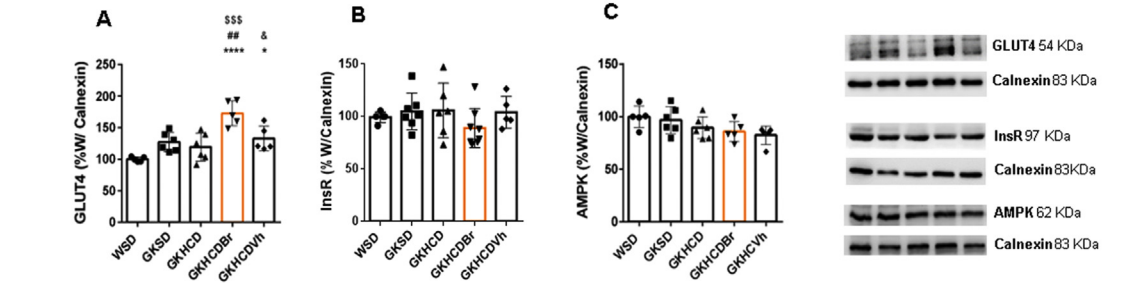 A
$$$
##
****
&
*
GLUT4 (%W/ Calnexin)
250
200
150
100
50
0
WSD
GKSD
GKHCD
GKHCDBr
GKHCDVh
B
InsR (% W/Calnexin)
150
100
50
0
WSD
GKSD
GKHCD
GKHCDBr
GKHCDVh
C
AMPK (%W/Calnexin)
150
100
50
0
WSD
GKSD
GKHCD
GKHCDBr
GKHCVh
GLUT4 54 KDa
Calnexin 83 KDa
InsR 97 KDa
Calnexin 83KDa
AMPK 62 KDa
Calnexin 83 KDa